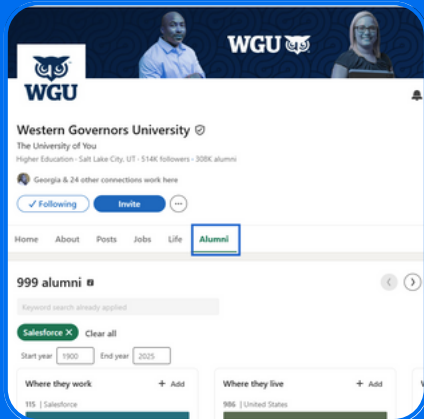 WGU
WGU
Western Governors University
The University of You
Higher Education · Salt Lake City, UT · 514K followers · 308K alumni
Georgia & 24 other connections work here
✓ Following Invite ...
Home About Posts Jobs Life Alumni
999 alumni
Keyword search already applied
Salesforce X Clear all
Start year 1900 End year 2025
Where they work + Add Where they live + Add
115 | Salesforce 986 | United States